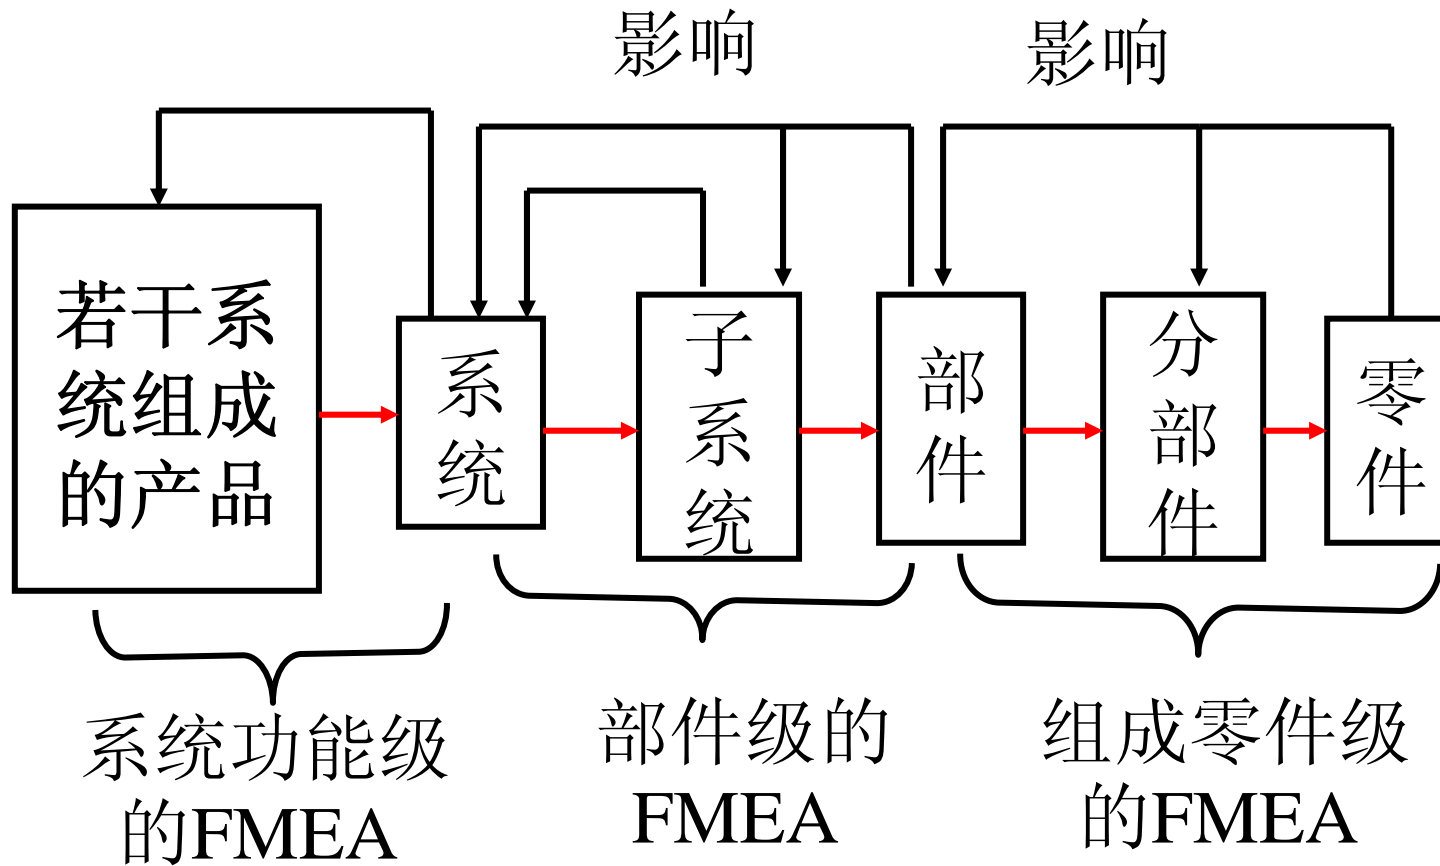 影响
影响
若干系
统组成
的产品
系
统
子
系
统
部
件
分
部
件
零
件
系统功能级
的FMEA
部件级的
FMEA
组成零件级
的FMEA